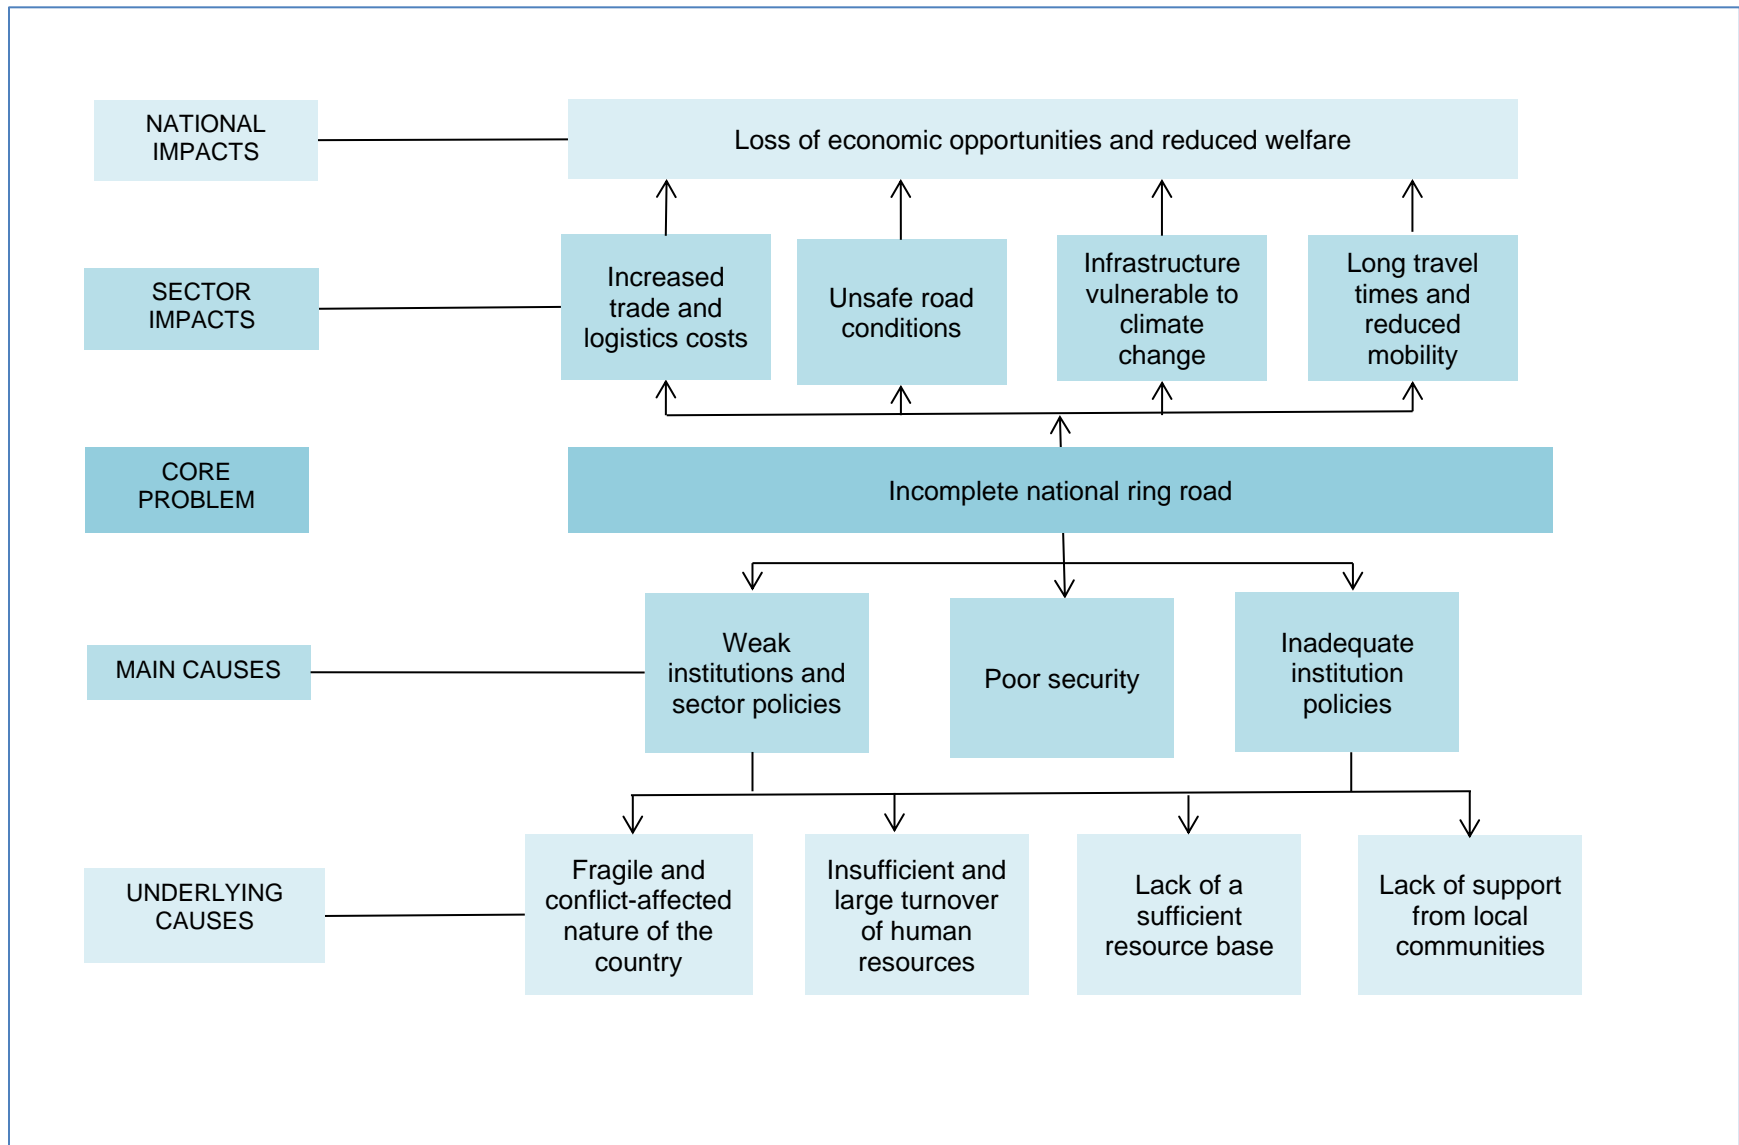 NATIONAL
IMPACTS
Loss of economic opportunities and reduced welfare
SECTOR
IMPACTS
Increased
trade and
logistics costs
Unsafe road
conditions
Infrastructure
vulnerable to
climate
change
Long travel
times and
reduced
mobility
CORE
PROBLEM
Incomplete national ring road
MAIN CAUSES
Weak
institutions and
sector policies
Poor security
Inadequate
institution
policies
UNDERLYING
CAUSES
Fragile and
conflict-affected
nature of the
country
Insufficient and
large turnover
of human
resources
Lack of a
sufficient
resource base
Lack of support
from local
communities